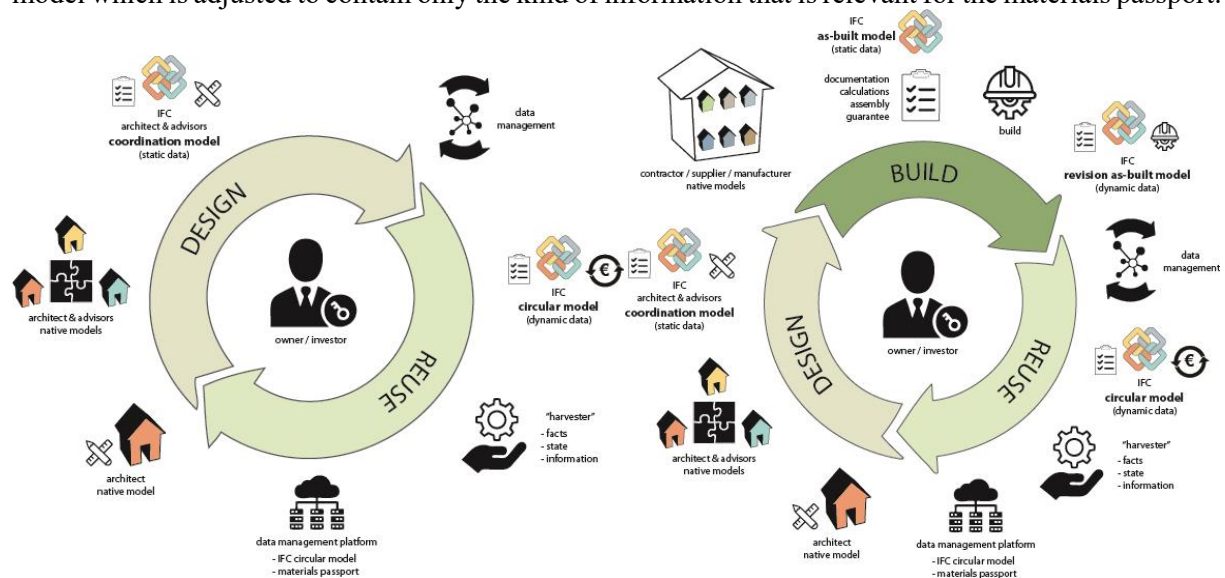 model which is adjusted to contain only the kind of information that is relevant for the materials passport.
IFC
architect & advisors
coordination model
(static data)
data
management
DESIGN
architect & advisors
native models
owner / investor
IFC
circular model
(dynamic data)
€
REUSE
"harvester"
- facts
- state
- information
architect
native model
data management platform
- IFC circular model
- materials passport
IFC
as-built model
(static data)
documentation
calculations
assembly
guarantee
build
contractor / supplier / manufacturer
native models
BUILD
IFC
revision as-built model
(dynamic data)
data
management
IFC
architect & advisors
coordination model
(static data)
owner / investor
DESIGN
REUSE
€
IFC
circular model
(dynamic data)
architect & advisors
native models
"harvester"
- facts
- state
- information
architect
native model
data management platform
- IFC circular model
- materials passport